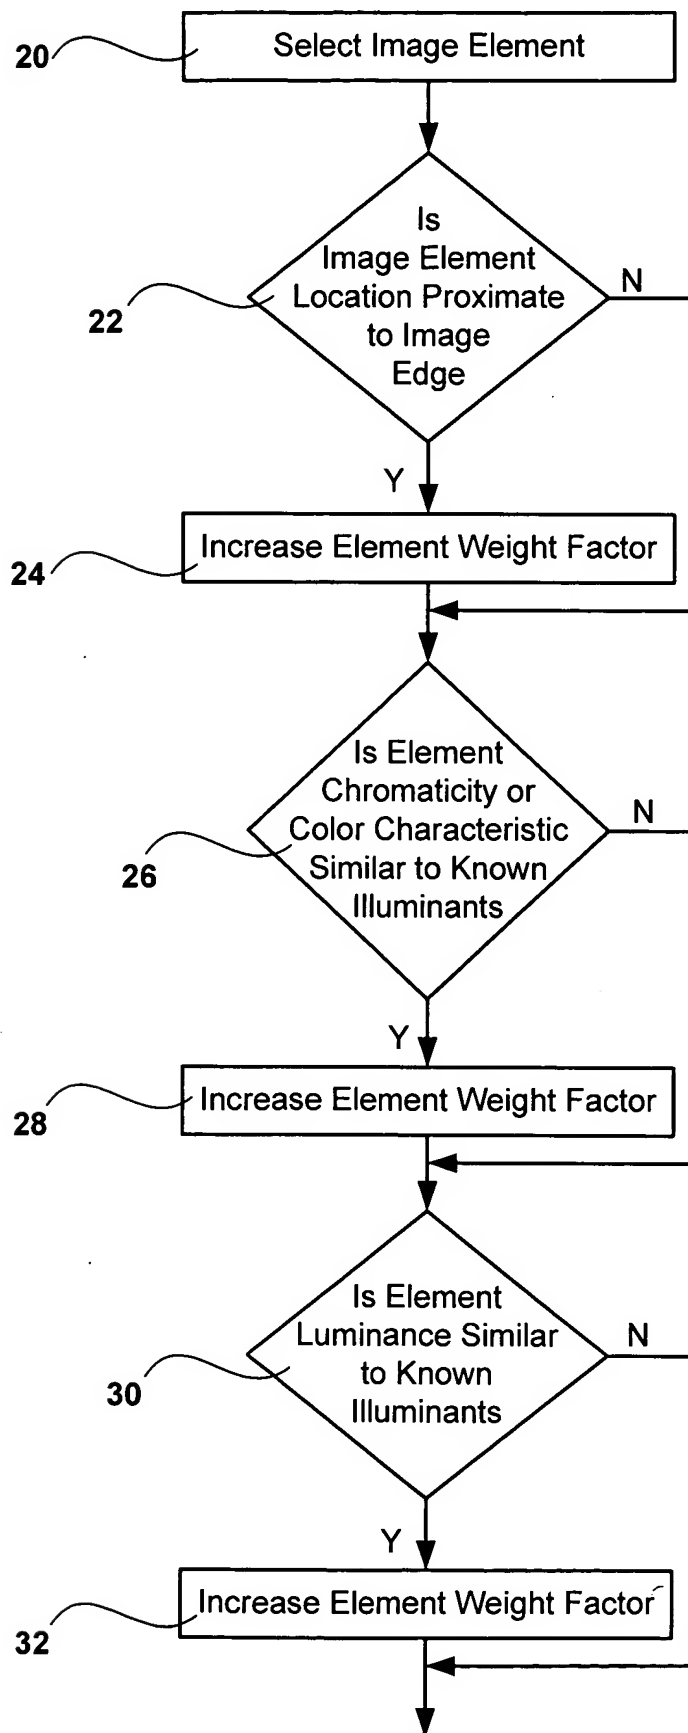 20
Select Image Element
Is
Image Element
Location Proximate
to Image
Edge
N
22
Y
Increase Element Weight Factor
24
Is Element
Chromaticity or
Color Characteristic
Similar to Known
Illuminants
N
26
Y
Increase Element Weight Factor
28
Is Element
Luminance Similar
to Known
Illuminants
N
30
Y
Increase Element Weight Factor
32